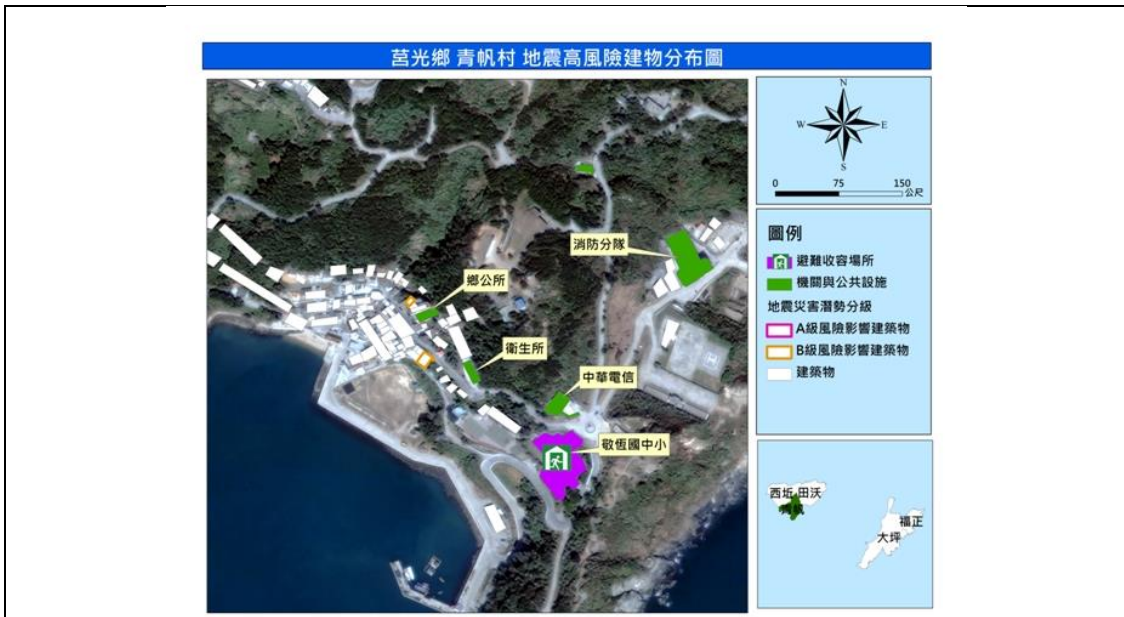 莒光鄉 青帆村 地震高風險建物分布圖
N
W
E
S
0 75 150
公尺
消防分隊
鄉公所
衛生所
中華電信
敬恆國中小
圖例
避難收容場所
機關與公共設施
地震災害潛勢分級
A級風險影響建築物
B級風險影響建築物
建築物
西坵 田沃
福正
大坪